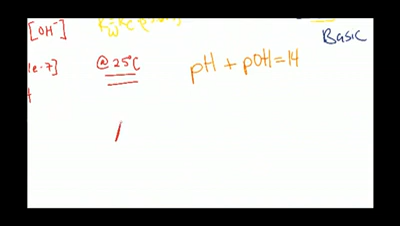 [OH⁻]
Basic
1e-7]
@ 25°C
pH + pOH = 14